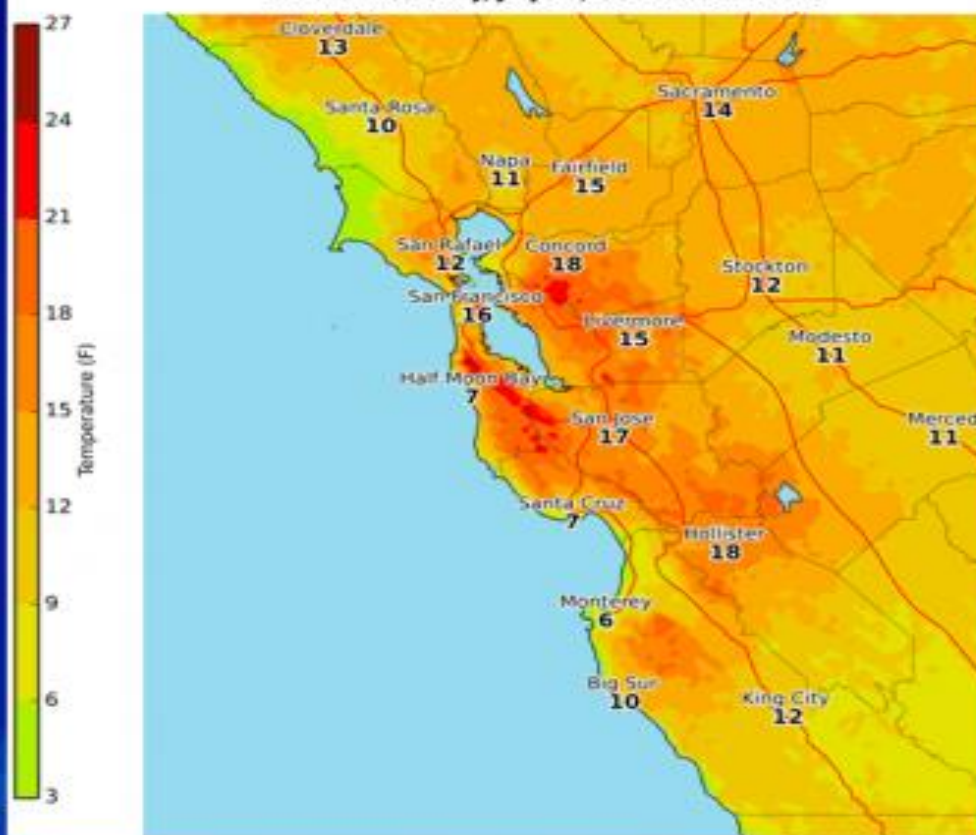 27
24
21
18
15
12
9
6
3
Temperature (F)
Cloverdale
13
Santa Rosa
10
Sacramento
14
Napa
11
Fairfield
15
San Rafael
12
Concord
18
Stockton
12
San Francisco
16
Livermore
15
Modesto
11
Half Moon Bay
7
San Jose
17
Merced
11
Santa Cruz
7
Hollister
18
Monterey
6
Big Sur
10
King City
12